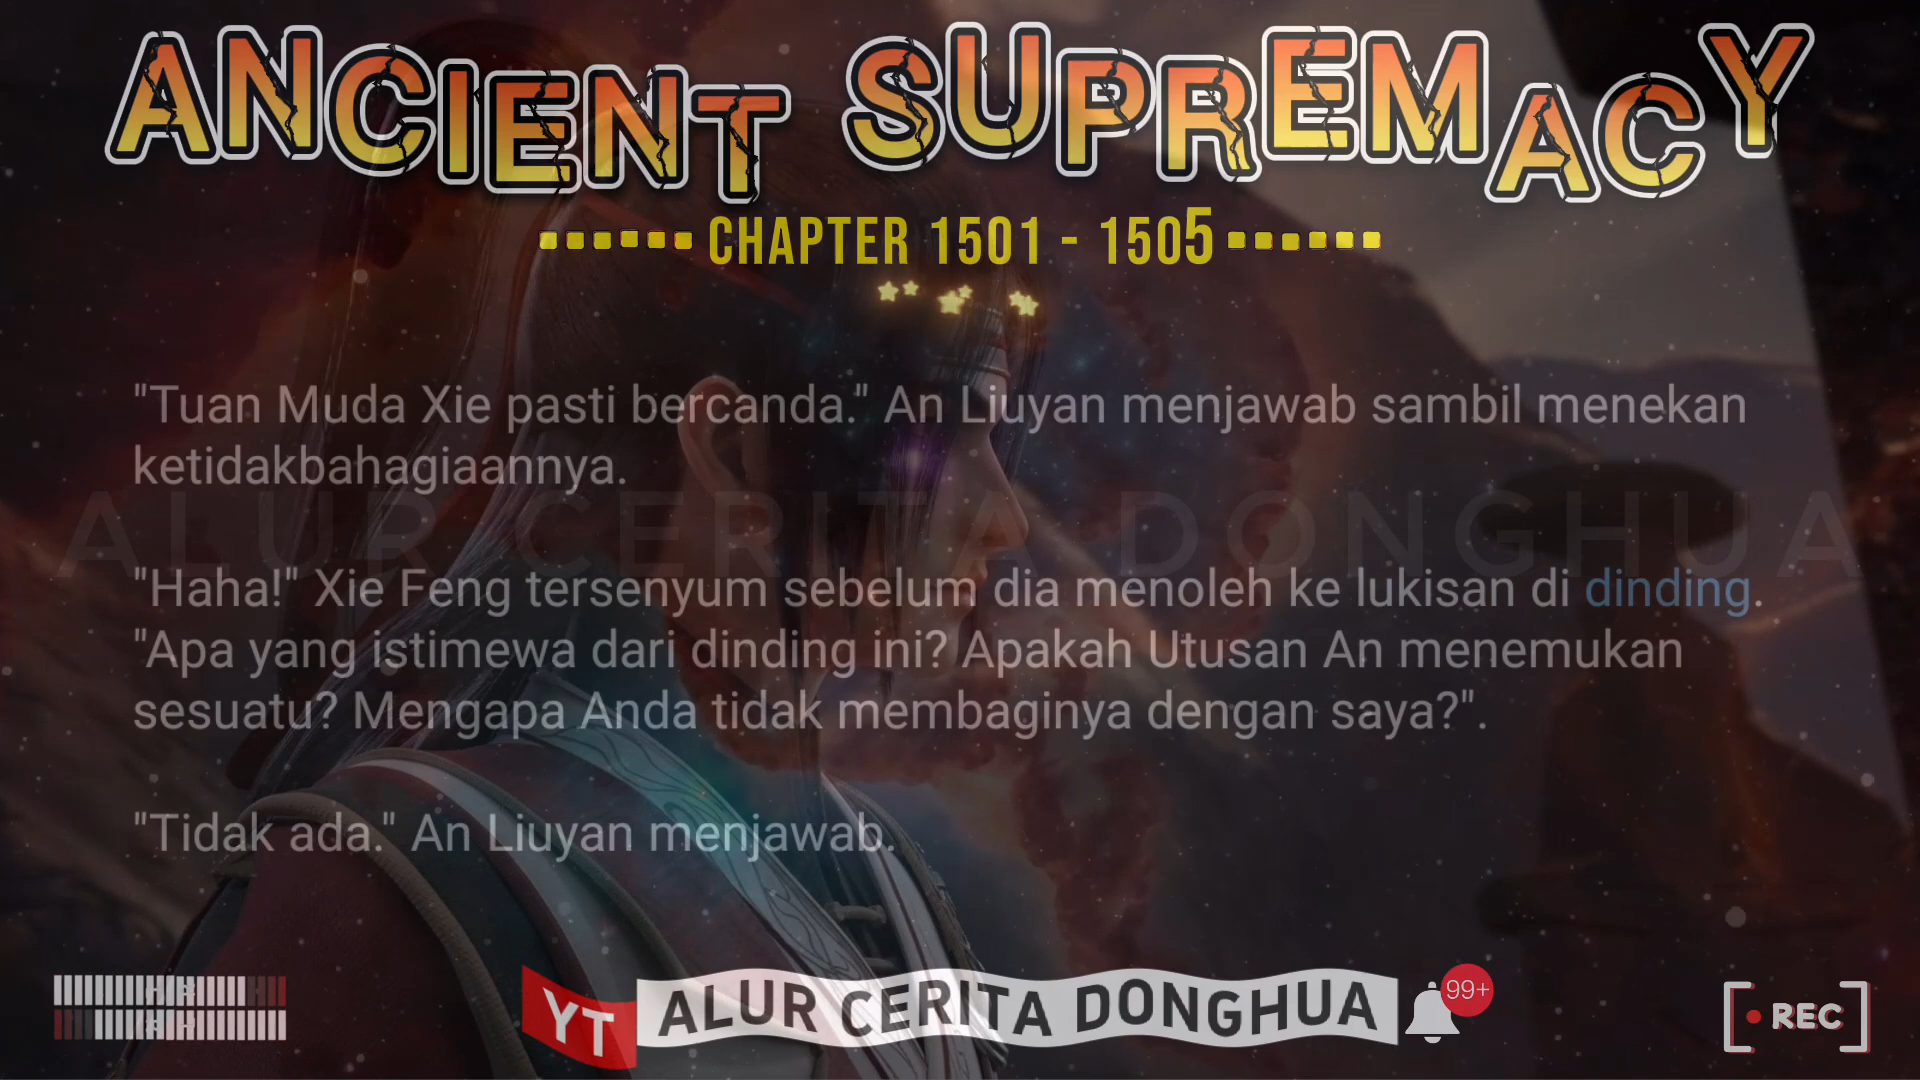 ANCIENT SUPREMACY
CHAPTER 1501 - 1505
"Tuan Muda Xie pasti bercanda." An Liuyan menjawab sambil menekan
ketidakbahagiaannya.
ALUR CERITA DONGHUA
"Haha!" Xie Feng tersenyum sebelum dia menoleh ke lukisan di dinding.
"Apa yang istimewa dari dinding ini? Apakah Utusan An menemukan
sesuatu? Mengapa Anda tidak membaginya dengan saya?".
"Tidak ada." An Liuyan menjawab.
YT ALUR CERITA DONGHUA 99+
REC